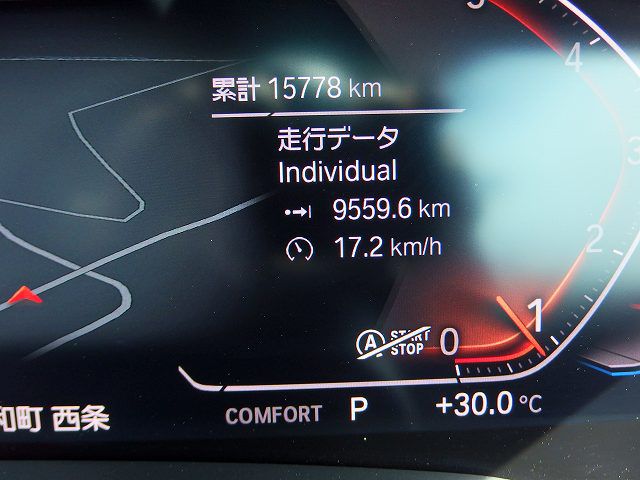 累計 15778 km
走行データ
Individual
9559.6 km
17.2 km/h
5
4
3
2
1
0
A START STOP
和町 西条
COMFORT P +30.0 °C